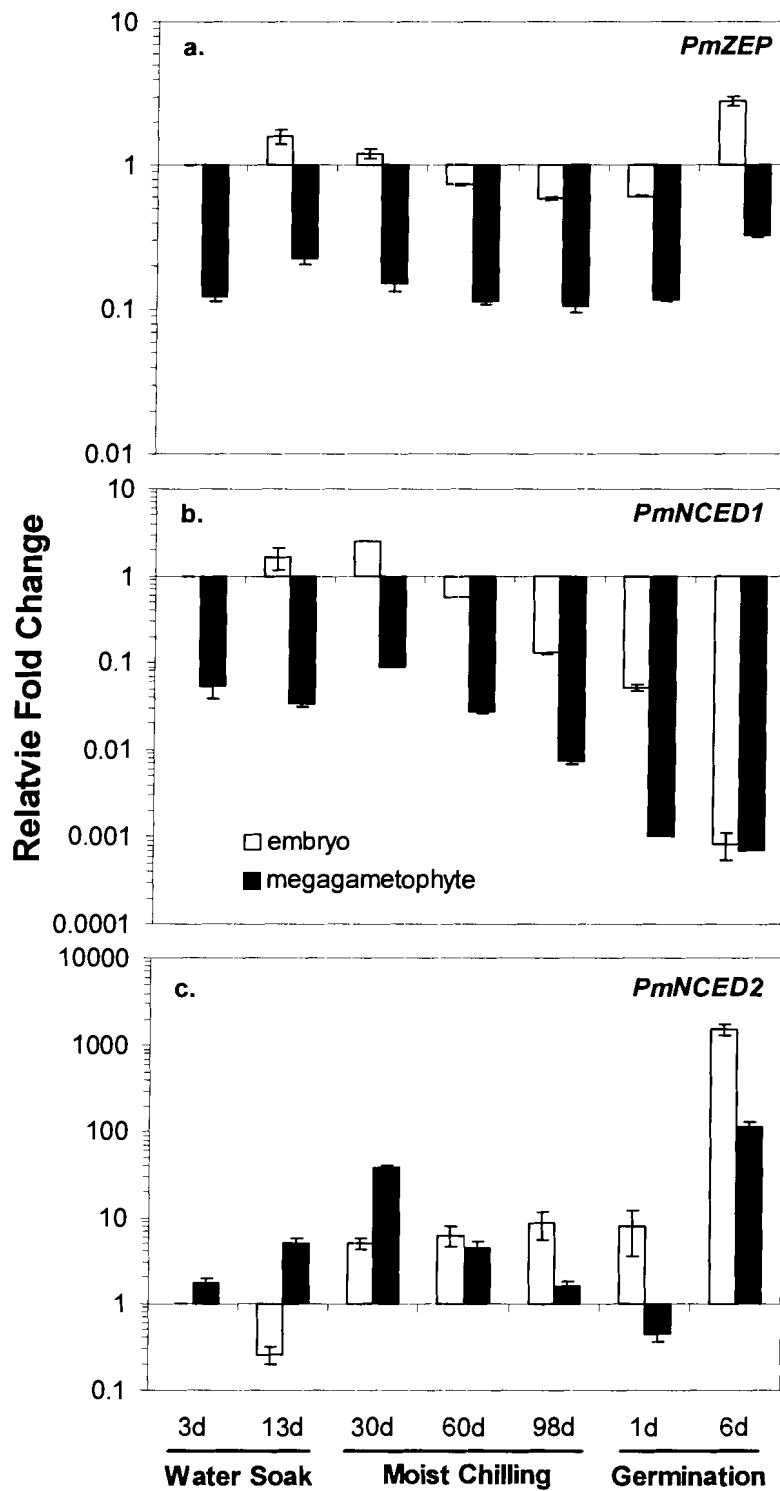 Relatvie Fold Change
a.
PmZEP
10
1
0.1
0.01
b.
PmNCED1
10
1
0.1
0.01
0.001
0.0001
embryo
megagametophyte
c.
PmNCED2
10000
1000
100
10
1
0.1
3d 13d 30d 60d 98d 1d 6d
Water Soak Moist Chilling Germination